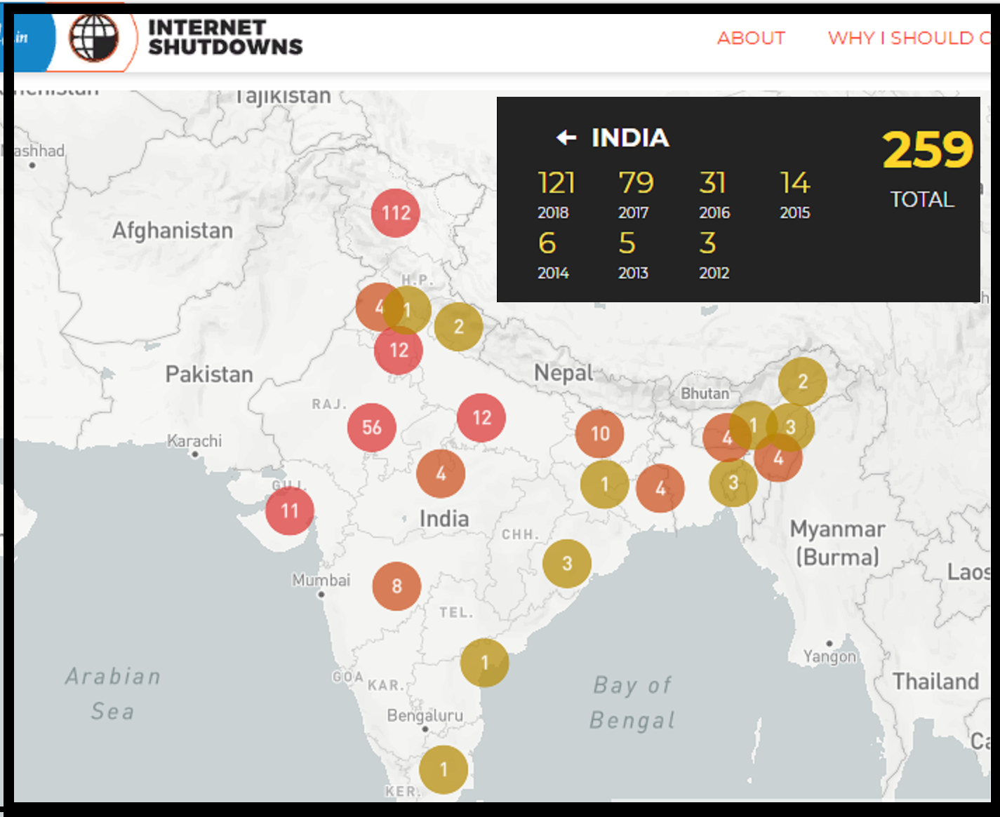 in
INTERNET
SHUTDOWNS
ABOUT
WHY I SHOULD
Tajikistan
INDIA
259
TOTAL
121 79 31 14
2018 2017 2016 2015
6 5 3
2014 2013 2012
ashhad
112
Afghanistan
H.P.
4 1
2
12
Pakistan
Nepal
2
Bhutan
RAJ.
56
12
10
4 1 3
Karachi
4
4
GUJ.
1
4
3
11
India
CHH.
Myanmar
(Burma)
3
Laos
Mumbai
8
TEL.
Yangon
1
Arabian
Sea
GOA
KAR.
Bay of
Bengal
Thailand
Bengaluru
Ca
1
KER.